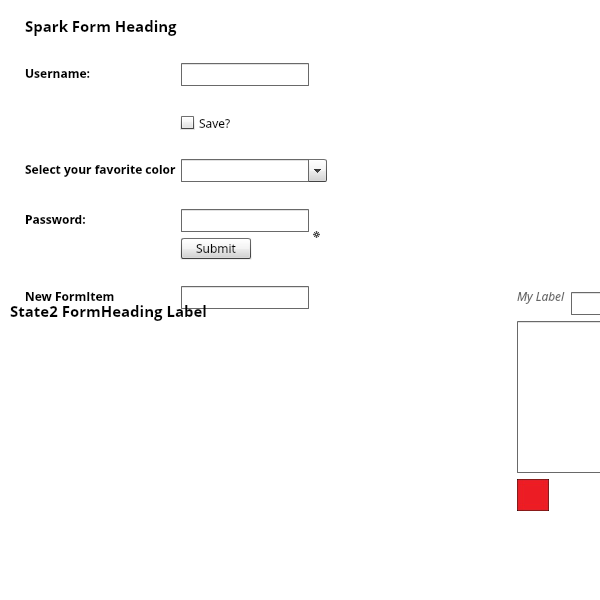 Spark Form Heading
Username:
Save?
Select your favorite color
Password:
Submit
New FormItem
My Label
State2 FormHeading Label